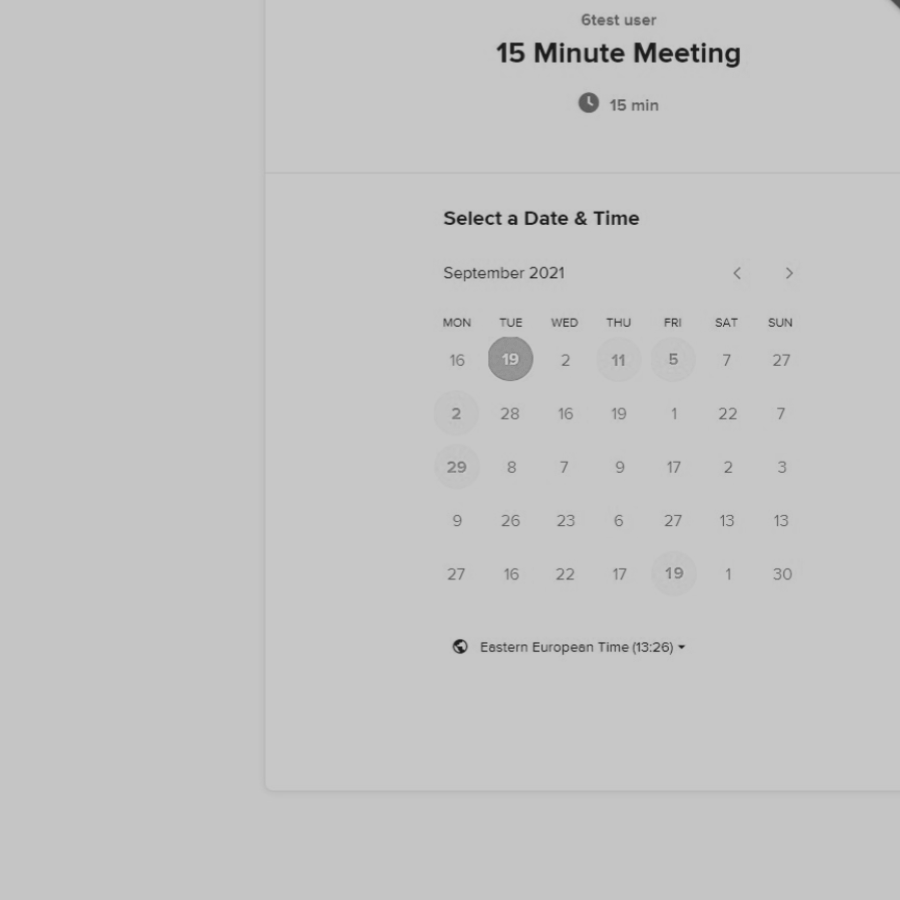 6test user
15 Minute Meeting
15 min
Select a Date & Time
September 2021
MON TUE WED THU FRI SAT SUN
16 19 2 11 5 7 27
2 28 16 19 1 22 7
29 8 7 9 17 2 3
9 26 23 6 27 13 13
27 16 22 17 19 1 30
Eastern European Time (13:26)